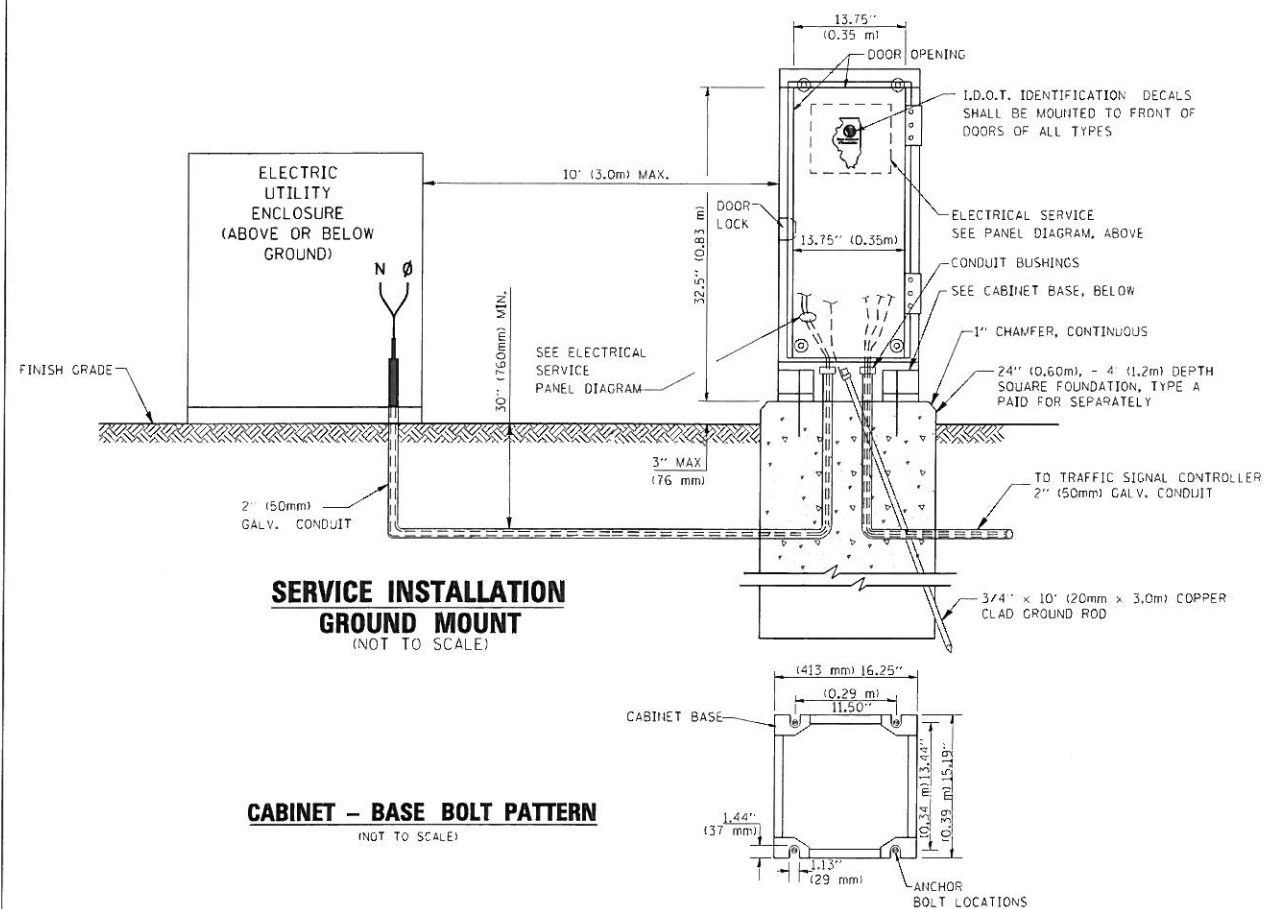 13.75"
(0.35 m)
DOOR OPENING
I.D.O.T. IDENTIFICATION DECALS
SHALL BE MOUNTED TO FRONT OF
DOORS OF ALL TYPES
ELECTRIC
UTILITY
ENCLOSURE
(ABOVE OR BELOW
GROUND)
N Ø
10' (3.0m) MAX.
DOOR
LOCK
32.5" (0.83 m)
13.75" (0.35m)
ELECTRICAL SERVICE
SEE PANEL DIAGRAM, ABOVE
CONDUIT BUSHINGS
SEE CABINET BASE, BELOW
1" CHAMFER, CONTINUOUS
24" (0.60m), - 4' (1.2m) DEPTH
SQUARE FOUNDATION, TYPE A
PAID FOR SEPARATELY
FINISH GRADE
30" (760mm) MIN.
SEE ELECTRICAL
SERVICE
PANEL DIAGRAM
3" MAX
(76 mm)
2" (50mm)
GALV. CONDUIT
TO TRAFFIC SIGNAL CONTROLLER
2" (50mm) GALV. CONDUIT
3/4" x 10' (20mm x 3.0m) COPPER
CLAD GROUND ROD
SERVICE INSTALLATION
GROUND MOUNT
(NOT TO SCALE)
(413 mm) 16.25"
(0.29 m)
11.50"
CABINET BASE
(0.34 m) 13.44"
(0.39 m) 15.19"
1.44"
(37 mm)
1.13"
(29 mm)
ANCHOR
BOLT LOCATIONS
CABINET – BASE BOLT PATTERN
(NOT TO SCALE)